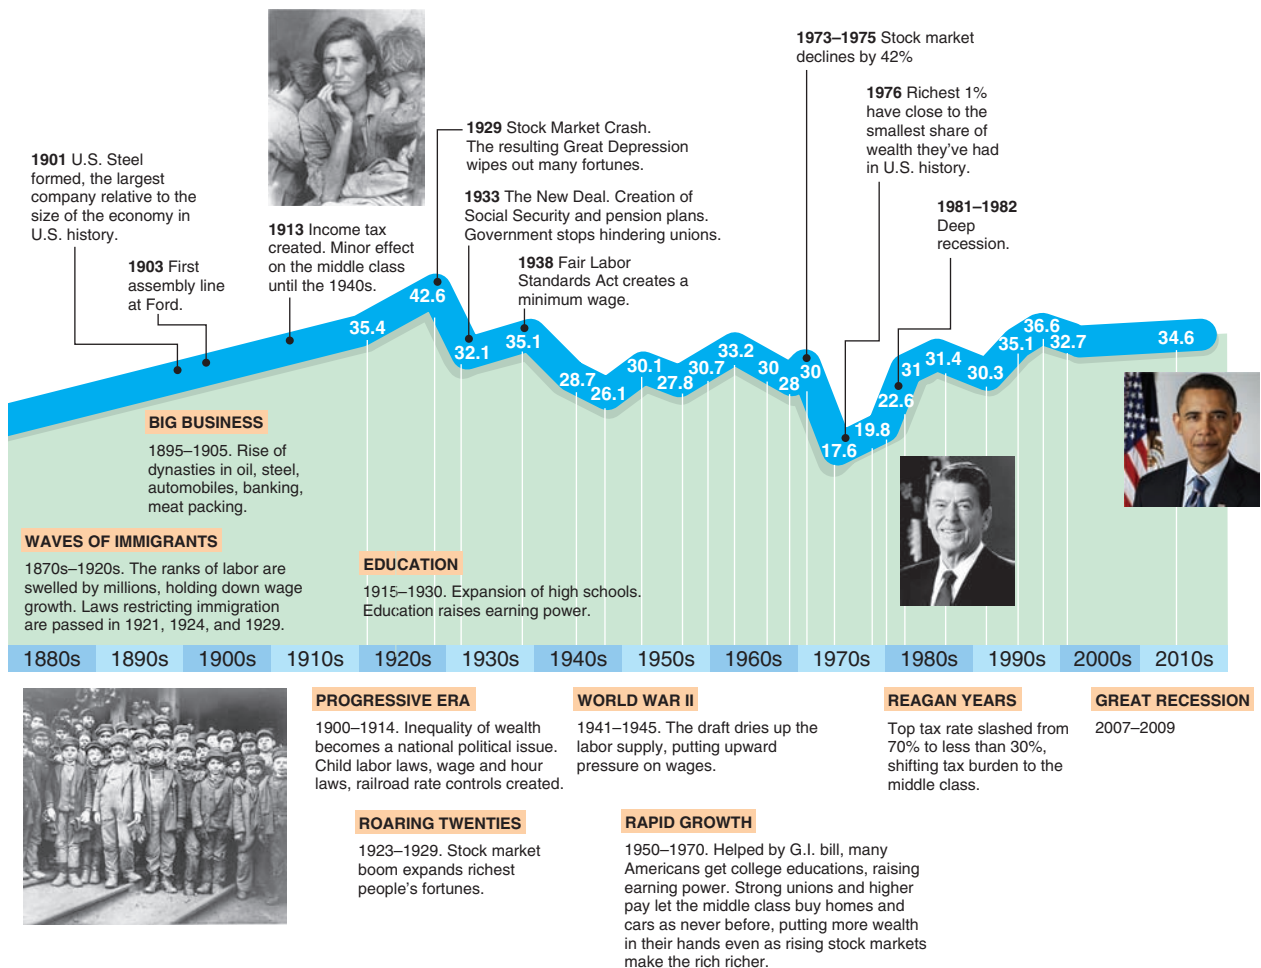 1973–1975 Stock market
declines by 42%
1976 Richest 1%
have close to the
smallest share of
wealth they've had
in U.S. history.
1929 Stock Market Crash.
The resulting Great Depression
wipes out many fortunes.
1901 U.S. Steel
formed, the largest
company relative to the
size of the economy in
U.S. history.
1933 The New Deal. Creation of
Social Security and pension plans.
Government stops hindering unions.
1981–1982
Deep
recession.
1913 Income tax
created. Minor effect
on the middle class
until the 1940s.
1903 First
assembly line
at Ford.
1938 Fair Labor
Standards Act creates a
minimum wage.
35.4
42.6
32.1
35.1
28.7
26.1
30.1
27.8
30.7
33.2
30
28
30
17.6
19.8
22.6
31
31.4
30.3
35.1
36.6
32.7
34.6
BIG BUSINESS
1895–1905. Rise of
dynasties in oil, steel,
automobiles, banking,
meat packing.
WAVES OF IMMIGRANTS
1870s–1920s. The ranks of labor are
swelled by millions, holding down wage
growth. Laws restricting immigration
are passed in 1921, 1924, and 1929.
EDUCATION
1915–1930. Expansion of high schools.
Education raises earning power.
1880s 1890s 1900s 1910s 1920s 1930s 1940s 1950s 1960s 1970s 1980s 1990s 2000s 2010s
PROGRESSIVE ERA
1900–1914. Inequality of wealth
becomes a national political issue.
Child labor laws, wage and hour
laws, railroad rate controls created.
WORLD WAR II
1941–1945. The draft dries up the
labor supply, putting upward
pressure on wages.
REAGAN YEARS
Top tax rate slashed from
70% to less than 30%,
shifting tax burden to the
middle class.
GREAT RECESSION
2007–2009
ROARING TWENTIES
1923–1929. Stock market
boom expands richest
people's fortunes.
RAPID GROWTH
1950–1970. Helped by G.I. bill, many
Americans get college educations, raising
earning power. Strong unions and higher
pay let the middle class buy homes and
cars as never before, putting more wealth
in their hands even as rising stock markets
make the rich richer.